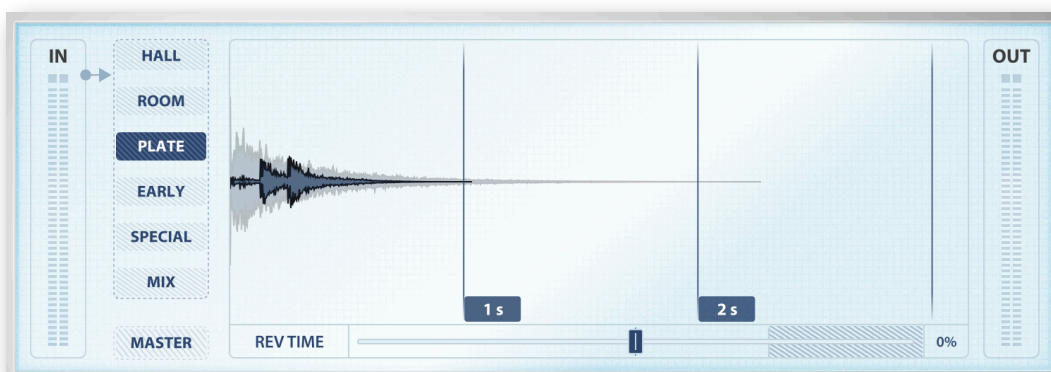 IN
HALL
ROOM
PLATE
EARLY
SPECIAL
MIX
MASTER
1 s
2 s
REV TIME
0%
OUT